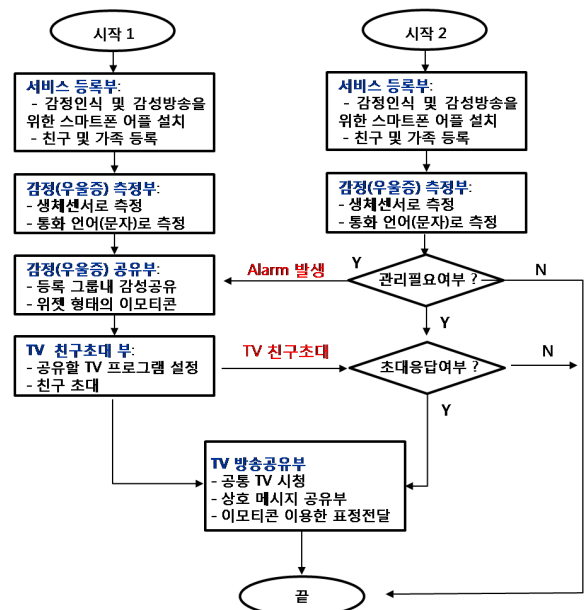 시작 1
시작 2
서비스 등록부:
- 감정인식 및 감성방송을
위한 스마트폰 어플 설치
- 친구 및 가족 등록
서비스 등록부:
- 감정인식 및 감성방송을
위한 스마트폰 어플 설치
- 친구 및 가족 등록
감정(우울증) 측정부:
- 생체센서로 측정
- 통화 언어(문자)로 측정
감정(우울증) 측정부:
- 생체센서로 측정
- 통화 언어(문자)로 측정
감정(우울증) 공유부:
- 등록 그룹내 감성공유
- 위젯 형태의 이모티콘
Alarm 발생
Y
관리필요여부 ?
N
Y
TV 친구초대 부:
- 공유할 TV 프로그램 설정
- 친구 초대
TV 친구초대
초대응답여부 ?
N
Y
TV 방송공유부
- 공통 TV 시청
- 상호 메시지 공유부
- 이모티콘 이용한 표정전달
끝